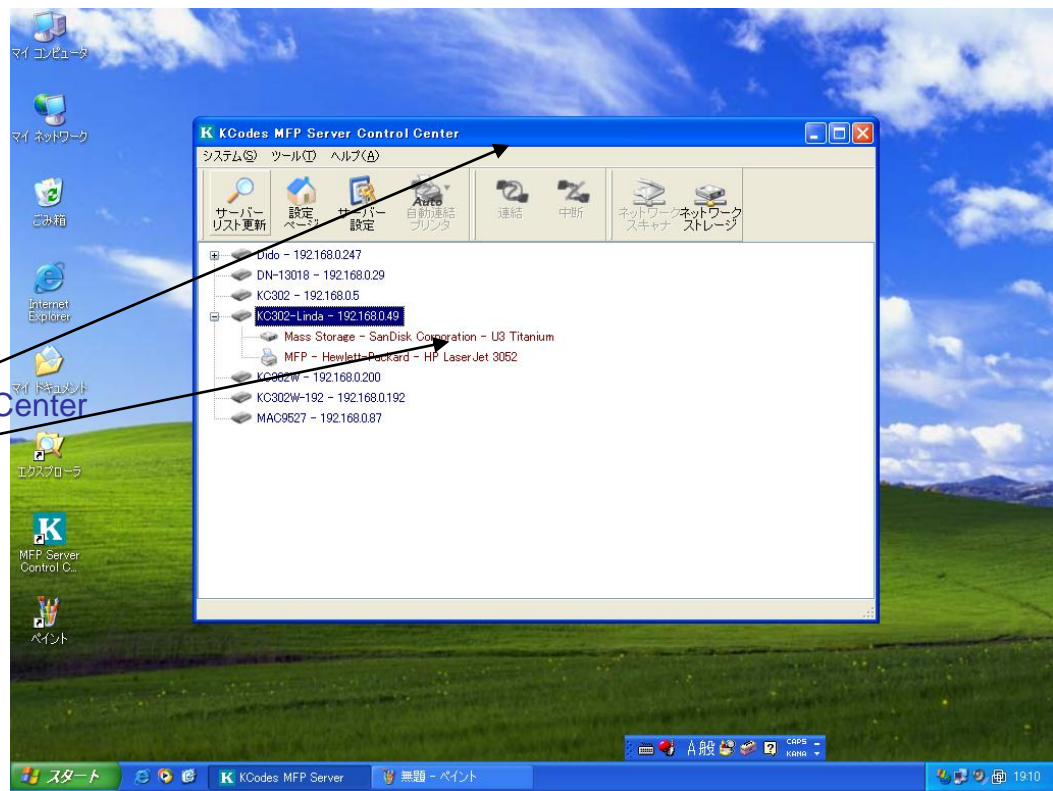 マイ コンピュータ
マイ ネットワーク
ごみ箱
Internet
Explorer
マイ ドキュメント
Center
エクスプローラ
MFP Server
Control C...
ペイント
KCodes MFP Server Control Center
システム(S) ツール(T) ヘルプ(A)
サーバー
リスト更新
設定
ページ
サーバー
設定
Auto
自動連結
プリンタ
連結
中断
ネットワーク
スキャナ
ネットワーク
ストレージ
Dido - 192.168.0.247
DN-13018 - 192.168.0.29
KC302 - 192.168.0.5
KC302-Linda - 192.168.0.49
Mass Storage - SanDisk Corporation - U3 Titanium
MFP - Hewlett-Packard - HP LaserJet 3052
KC302W - 192.168.0.200
KC302W-192 - 192.168.0.192
MAC9527 - 192.168.0.87
A般 CAPS
KANA
スタート KCodes MFP Server 無題 - ペイント 19:10